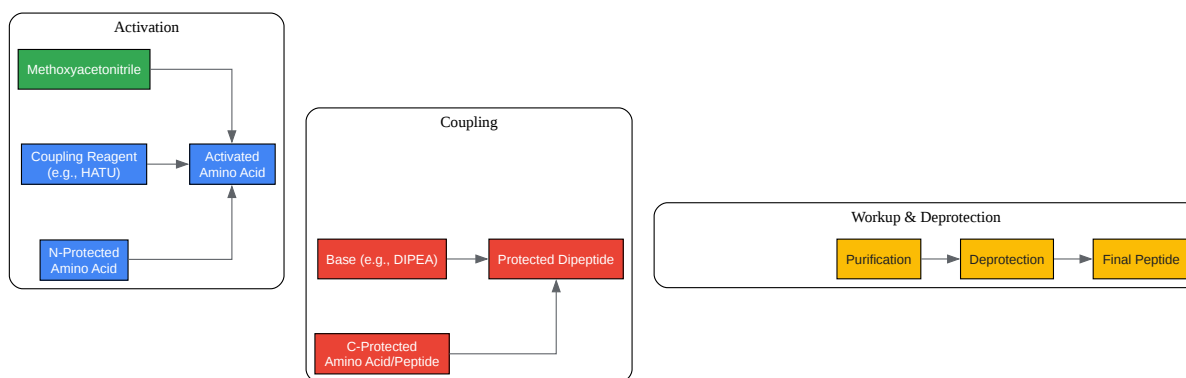 Activation
Methoxyacetonitrile
Coupling Reagent
(e.g., HATU)
Activated
Amino Acid
N-Protected
Amino Acid
Coupling
Base (e.g., DIPEA)
Protected Dipeptide
C-Protected
Amino Acid/Peptide
Workup & Deprotection
Purification
Deprotection
Final Peptide